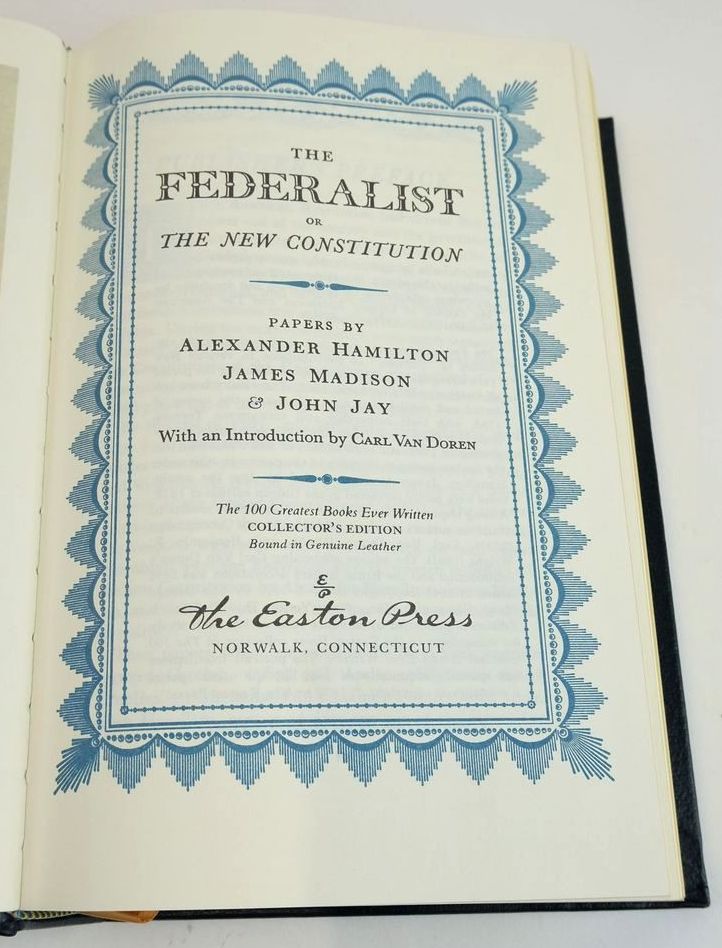 THE
FEDERALIST
OR
THE NEW CONSTITUTION
PAPERS BY
ALEXANDER HAMILTON
JAMES MADISON
& JOHN JAY
With an Introduction by CARL VAN DOREN
The 100 Greatest Books Ever Written
COLLECTOR'S EDITION
Bound in Genuine Leather
E
P
The Easton Press
NORWALK, CONNECTICUT